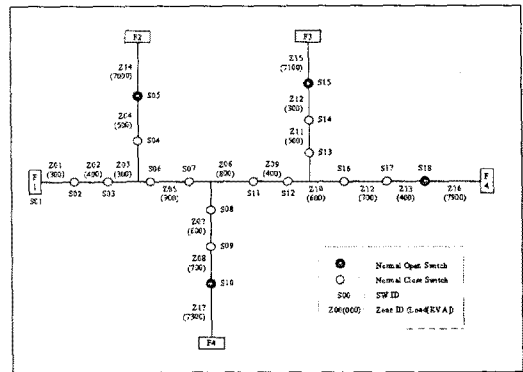 F2
F3
Z14
(7000)
Z15
(7100)
S05
S15
Z12
(300)
S14
Z04
(500)
S04
Z11
(500)
S13
Z01
(300)
Z02
(400)
Z03
(300)
S06
S07
Z06
(800)
Z09
(400)
S16
S17
S18
F
1
S01
S02
S03
Z05
(900)
S11
S12
Z10
(600)
Z12
(700)
Z13
(400)
Z16
(7900)
F
4
S08
Z07
(600)
S09
Z08
(700)
S10
Z17
(7300)
F4
Normal Open Switch
Normal Close Switch
S00
SW ID
Z00(000)
Zone ID (Load[KVA])